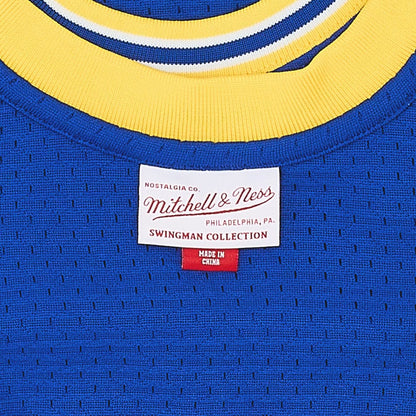 NOSTALGIA CO.
Mitchell & Ness
PHILADELPHIA, PA.
SWINGMAN COLLECTION
MADE IN
CHINA